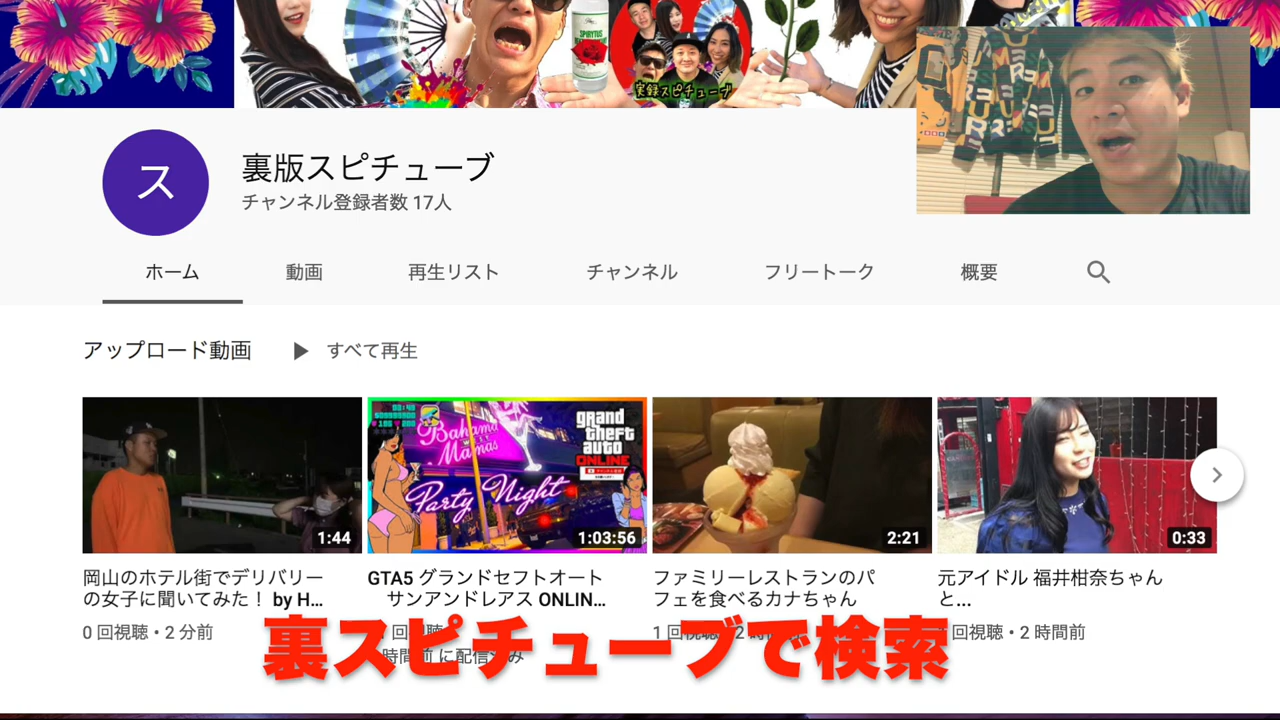 SPIRYTUS
実録スピチューブ
ス
裏版スピチューブ
チャンネル登録者数 17人
ホーム 動画 再生リスト チャンネル フリートーク 概要
アップロード動画 すべて再生
1:44
Bahama
Mamas
Party Night
grand
theft
auto
ONLINE
1:03:56
2:21
0:33
岡山のホテル街でデリバリー
の女子に聞いてみた！ by H...
0 回視聴・2 分前
GTA5 グランドセフトオート
サンアンドレアス ONLIN...
ファミリーレストランのパ
フェを食べるカナちゃん
元アイドル 福井柑奈ちゃん
と...
回視聴・2 時間前
裏スピチューブで検索